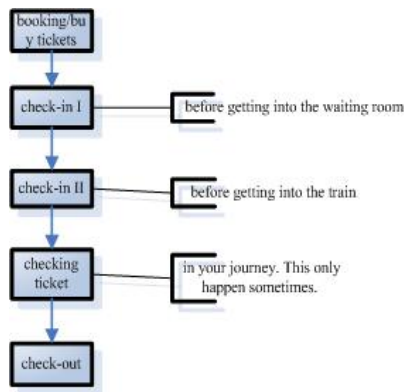 booking/bu
y tickets
check-in I
before getting into the waiting room
check-in II
before getting into the train
checking
ticket
in your journey. This only
happen sometimes.
check-out